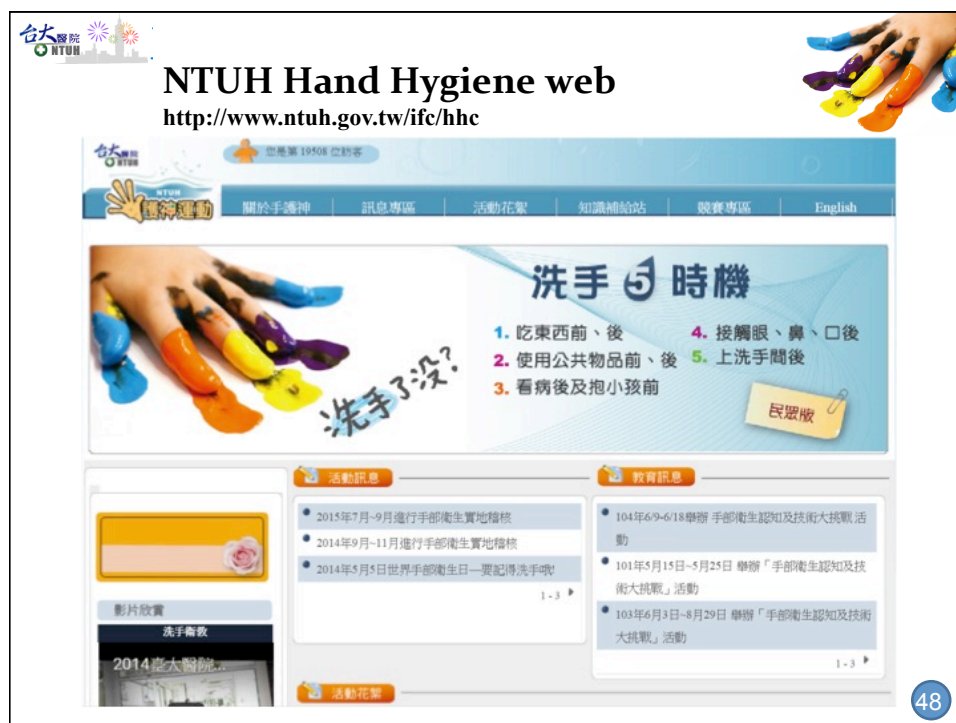 台大醫院
NTUH
NTUH Hand Hygiene web
http://www.ntuh.gov.tw/ifc/hhc
台大醫院
NTUH
您是第 19508 位訪客
NTUH
護神運動
關於手護神 訊息專區 活動花絮 知識補給站 競賽專區 English
洗手5時機
洗手了沒?
1. 吃東西前、後
2. 使用公共物品前、後
3. 看病後及抱小孩前
4. 接觸眼、鼻、口後
5. 上洗手間後
民眾版
活動訊息
2015年7月~9月進行手部衛生實地稽核
2014年9月~11月進行手部衛生實地稽核
2014年5月5日世界手部衛生日—要記得洗手哦!
1 - 3
教育訊息
104年6/9-6/18舉辦 手部衛生認知及技術大挑戰 活
動
101年5月15日~5月25日 舉辦「手部衛生認知及技
術大挑戰」活動
103年6月3日~8月29日 舉辦「手部衛生認知及技術
大挑戰」活動
1 - 3
影片欣賞
洗手衛教
2014臺大醫院...
活動花絮
48